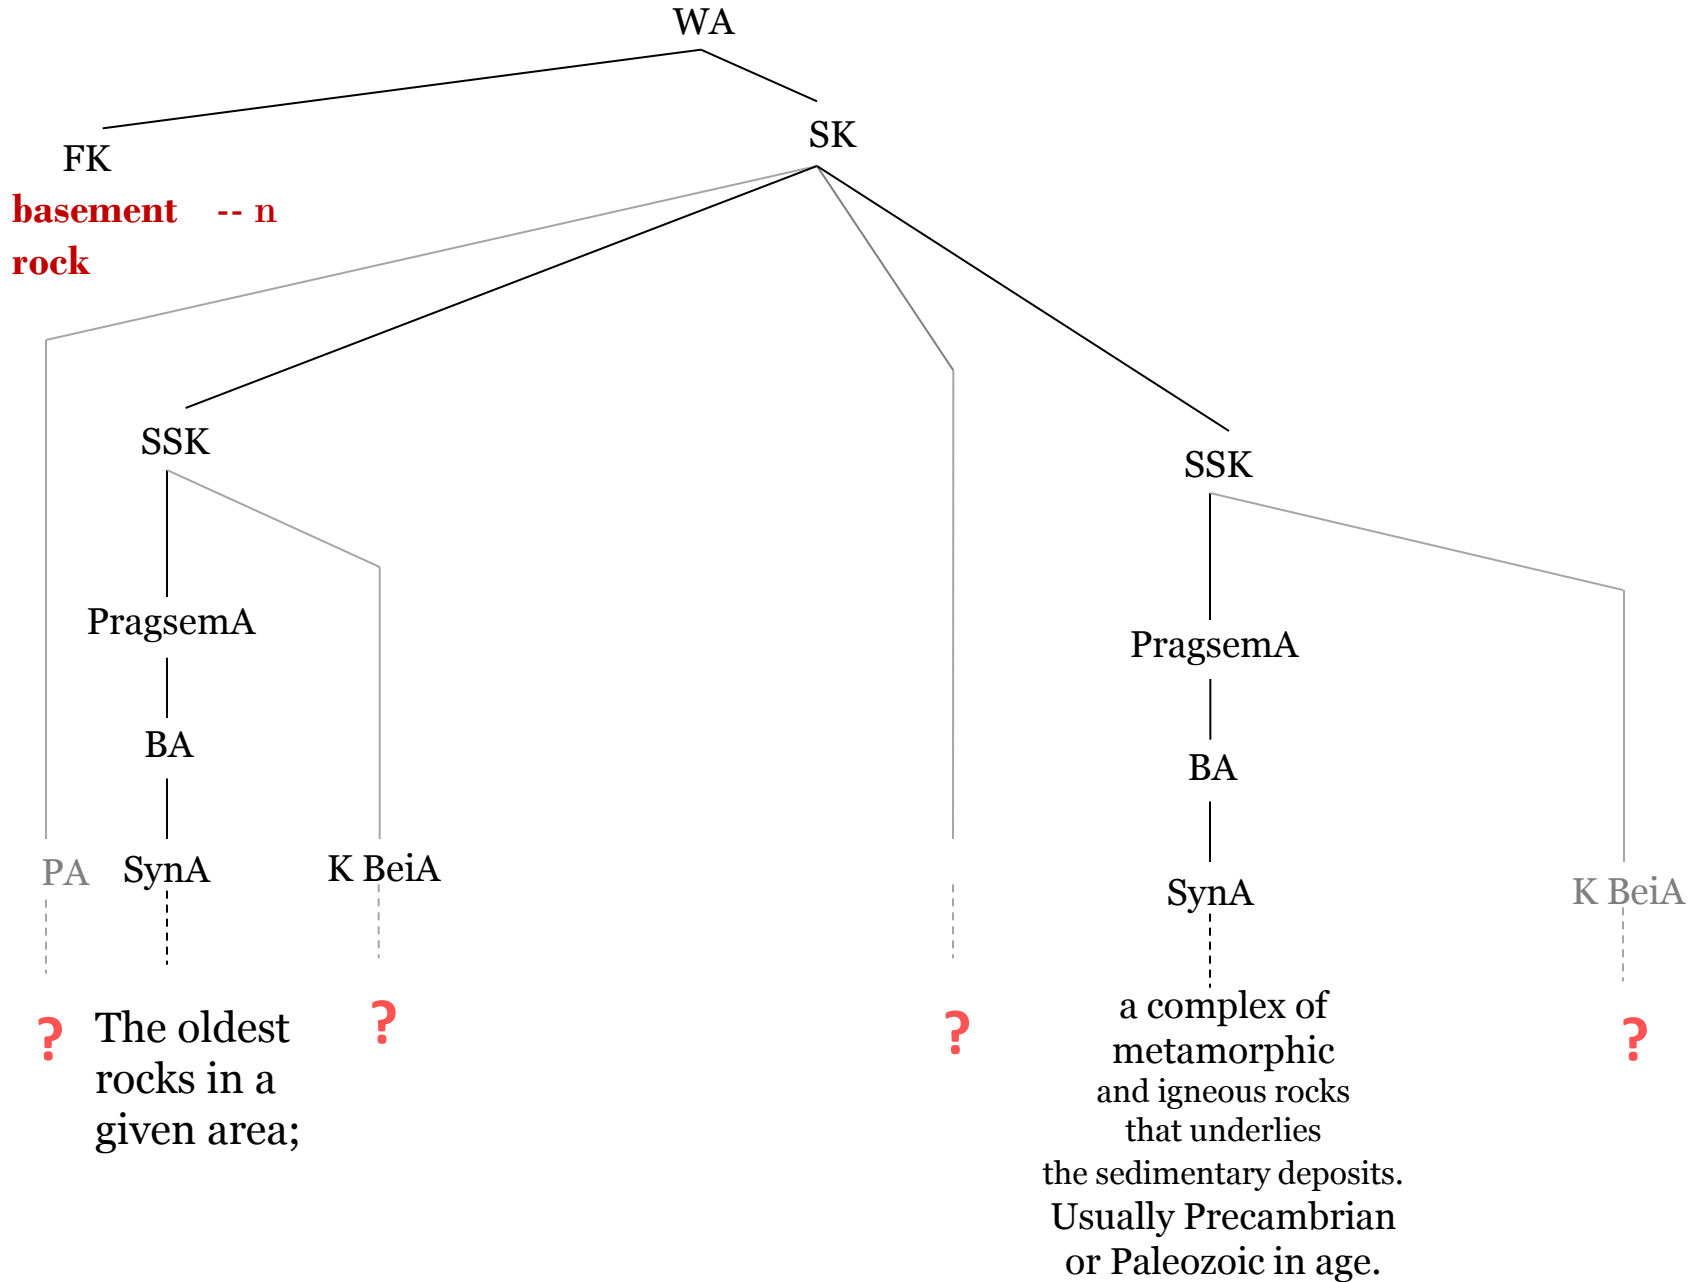 WA
FK
SK
basement -- n
rock
SSK
SSK
PragsemA
PragsemA
BA
BA
PA
SynA
K BeiA
SynA
K BeiA
?
The oldest
rocks in a
given area;
?
?
a complex of
metamorphic
and igneous rocks
that underlies
the sedimentary deposits.
Usually Precambrian
or Paleozoic in age.
?